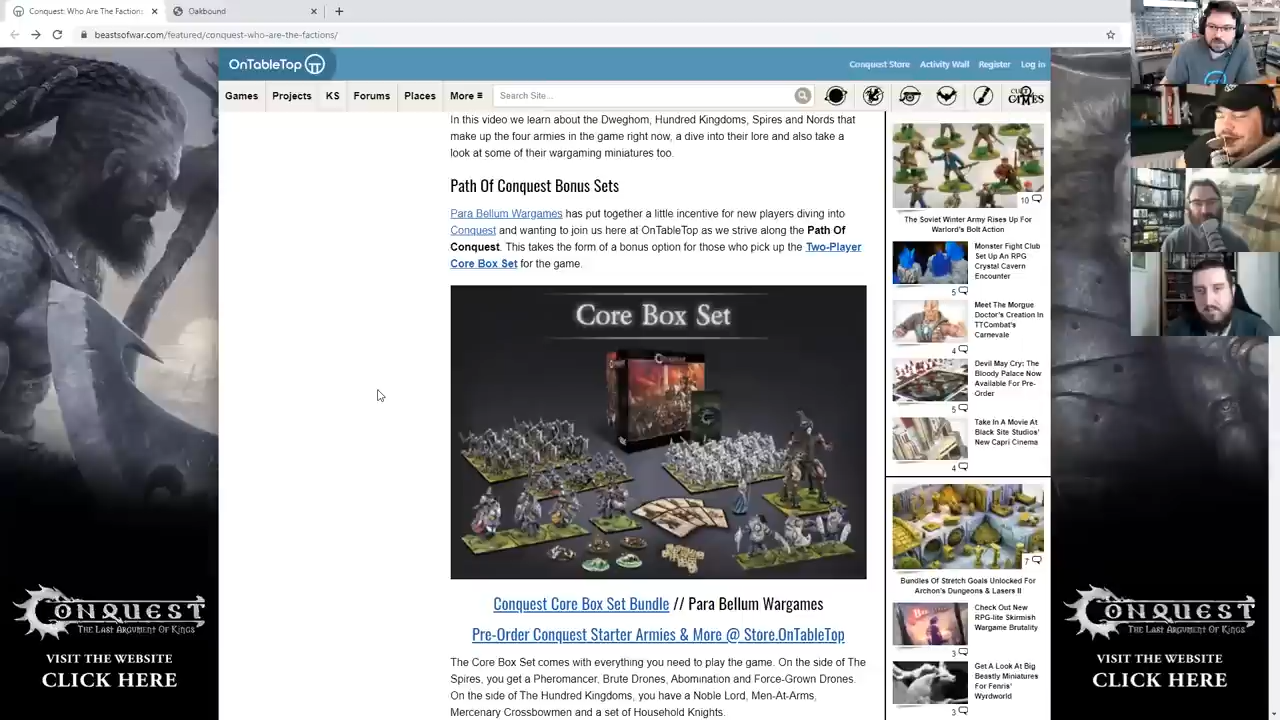 Conquest: Who Are The Factions
Oakbound
beastsofwar.com/featured/conquest-who-are-the-factions/
OnTableTop
Conquest Store
Activity Wall
Register
Log in
Games
Projects
KS
Forums
Places
More
Search Site...
GAMES
In this video we learn about the Dweghom, Hundred Kingdoms, Spires and Nords that
make up the four armies in the game right now, a dive into their lore and also take a
look at some of their wargaming miniatures too.
Path Of Conquest Bonus Sets
Para Bellum Wargames has put together a little incentive for new players diving into
Conquest and wanting to join us here at OnTableTop as we strive along the Path Of
Conquest. This takes the form of a bonus option for those who pick up the Two-Player
Core Box Set for the game.
Core Box Set
Conquest Core Box Set Bundle // Para Bellum Wargames
Pre-Order Conquest Starter Armies & More @ Store.OnTableTop
The Core Box Set comes with everything you need to play the game. On the side of The
Spires, you get a Pheromancer, Brute Drones, Abomination and Force-Grown Drones.
On the side of The Hundred Kingdoms, you have a Noble Lord, Men-At-Arms,
Mercenary Crossbowmen and a set of Household Knights.
10
The Soviet Winter Army Rises Up For
Warlord's Bolt Action
Monster Fight Club
Set Up An RPG
Crystal Cavern
Encounter
5
Meet The Morgue
Doctor's Creation In
TTCombat's
Carnevale
4
Devil May Cry: The
Bloody Palace Now
Available For Pre-
Order
5
Take In A Movie At
Black Site Studios'
New Capri Cinema
4
7
Bundles Of Stretch Goals Unlocked For
Archon's Dungeons & Lasers II
Check Out New
RPG-lite Skirmish
Wargame Brutality
3
Get A Look At Big
Beastly Miniatures
For Fenris'
Wyrdworld
3
CONQUEST
THE LAST ARGUMENT OF KINGS
VISIT THE WEBSITE
CLICK HERE
CONQUEST
THE LAST ARGUMENT OF KINGS
VISIT THE WEBSITE
CLICK HERE